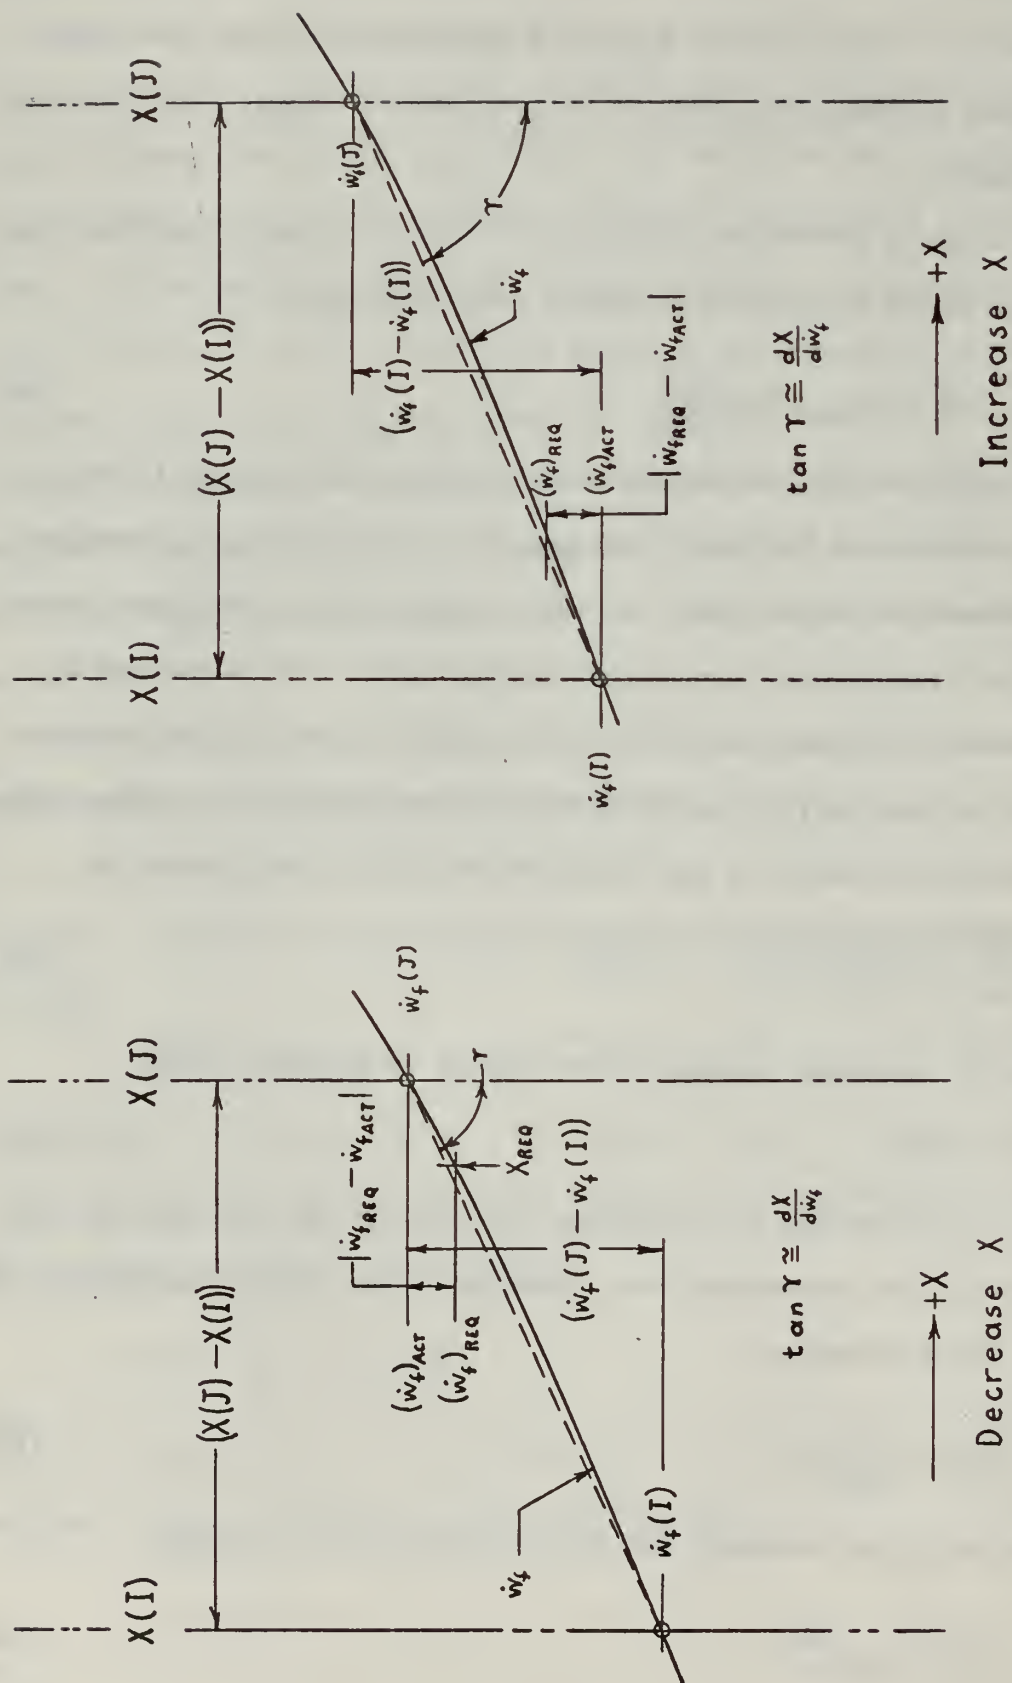 X(I)
X(J)
(X(J) — X(I))
|ẇfREQ — ẇfACT|
ẇf(J)
(ẇf)ACT
(ẇf)REQ
γ
XREQ
ẇf
(ẇf(J) — ẇf(I))
ẇf(I)
tan γ ≅ dX/dẇf
+X
Decrease X
X(I)
X(J)
(X(J) — X(I))
ẇf(J)
(ẇf(I) — ẇf(I))
γ
ẇf
(ẇf)REQ
(ẇf)ACT
ẇf(I)
|ẇfREQ — ẇfACT|
tan γ ≅ dX/dẇf
+X
Increase X